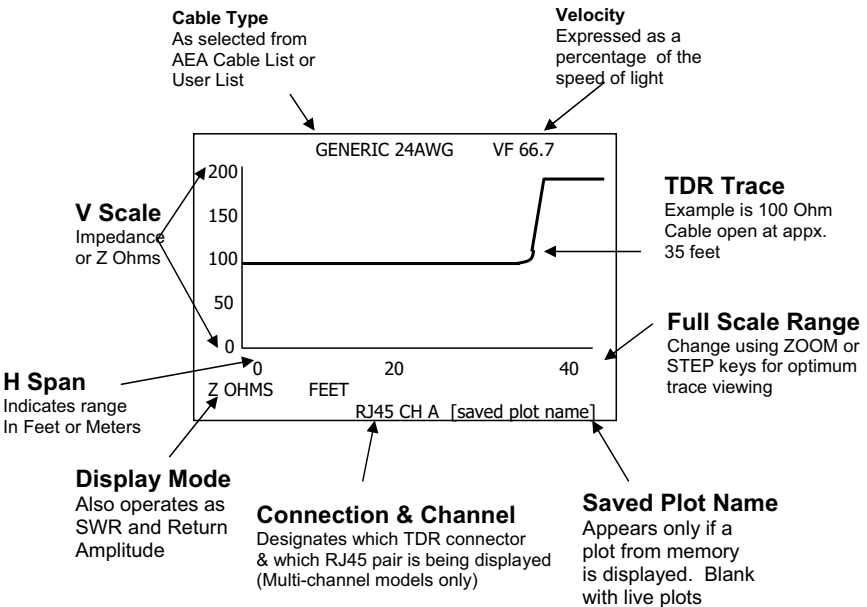 Cable Type
As selected from
AEA Cable List or
User List
Velocity
Expressed as a
percentage of the
speed of light
GENERIC 24AWG VF 66.7
200
150
100
50
0
0 20 40
Z OHMS FEET
RJ45 CH A [saved plot name]
V Scale
Impedance
or Z Ohms
TDR Trace
Example is 100 Ohm
Cable open at appx.
35 feet
Full Scale Range
Change using ZOOM or
STEP keys for optimum
trace viewing
H Span
Indicates range
In Feet or Meters
Display Mode
Also operates as
SWR and Return
Amplitude
Connection & Channel
Designates which TDR connector
& which RJ45 pair is being displayed
(Multi-channel models only)
Saved Plot Name
Appears only if a
plot from memory
is displayed. Blank
with live plots